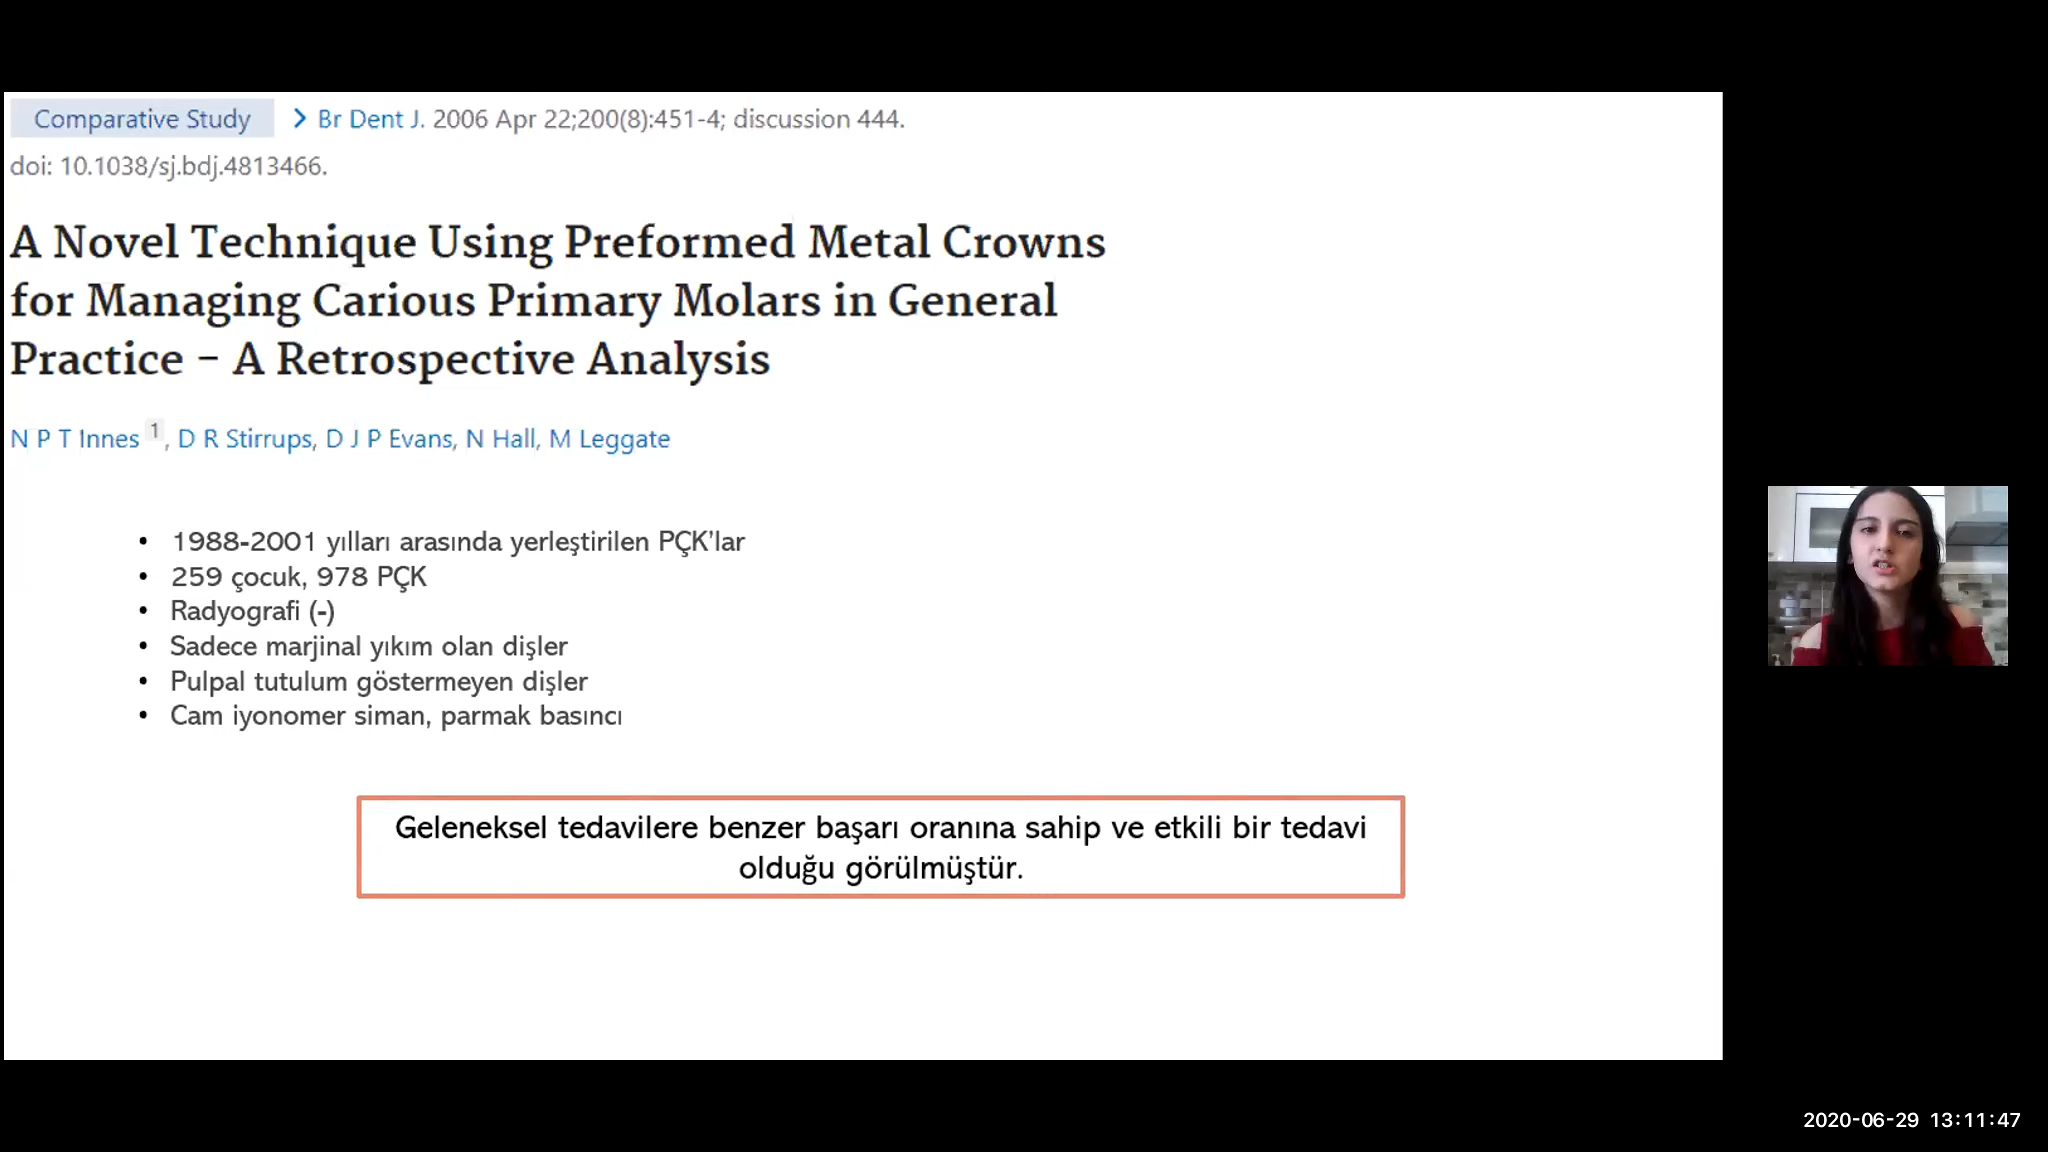 Comparative Study > Br Dent J. 2006 Apr 22;200(8):451-4; discussion 444.
doi: 10.1038/sj.bdj.4813466.
A Novel Technique Using Preformed Metal Crowns
for Managing Carious Primary Molars in General
Practice – A Retrospective Analysis
N P T Innes 1, D R Stirrups, D J P Evans, N Hall, M Leggate
• 1988-2001 yılları arasında yerleştirilen PÇK’lar
• 259 çocuk, 978 PÇK
• Radyografi (-)
• Sadece marjinal yıkım olan dişler
• Pulpal tutulum göstermeyen dişler
• Cam iyonomer siman, parmak basıncı
Geleneksel tedavilere benzer başarı oranına sahip ve etkili bir tedavi
olduğu görülmüştür.
2020-06-29 13:11:47